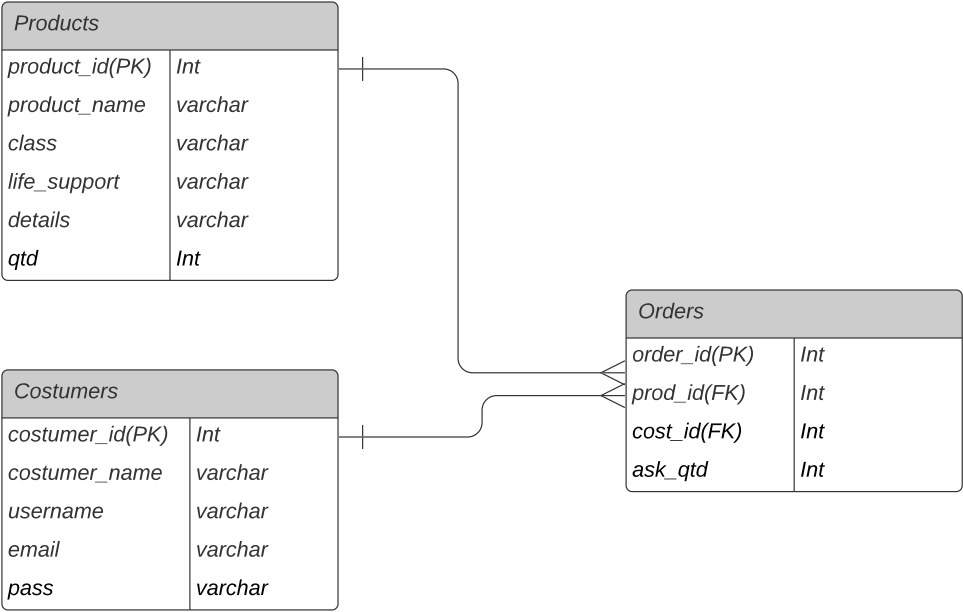 Products
product_id(PK) Int
product_name varchar
class varchar
life_support varchar
details varchar
qtd Int
Costumers
costumer_id(PK) Int
costumer_name varchar
username varchar
email varchar
pass varchar
Orders
order_id(PK) Int
prod_id(FK) Int
cost_id(FK) Int
ask_qtd Int